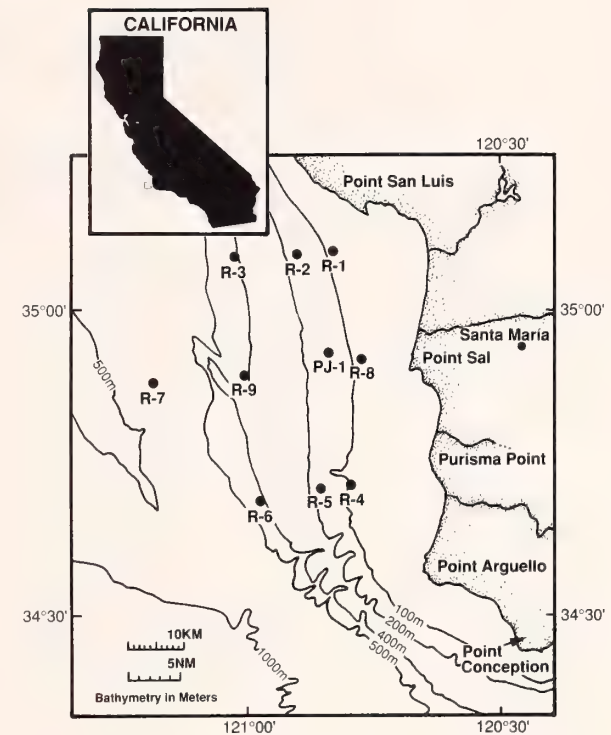 CALIFORNIA
120°30'
Point San Luis
R-3
R-2
R-1
35°00'
35°00'
Santa Maria
Point Sal
PJ-1
R-8
500m
R-7
R-9
Purisma Point
R-6
R-5
R-4
Point Arguello
34°30'
34°30'
100m
200m
400m
500m
1000m
Point
Conception
10KM
5NM
Bathymetry in Meters
121°00'
120°30'